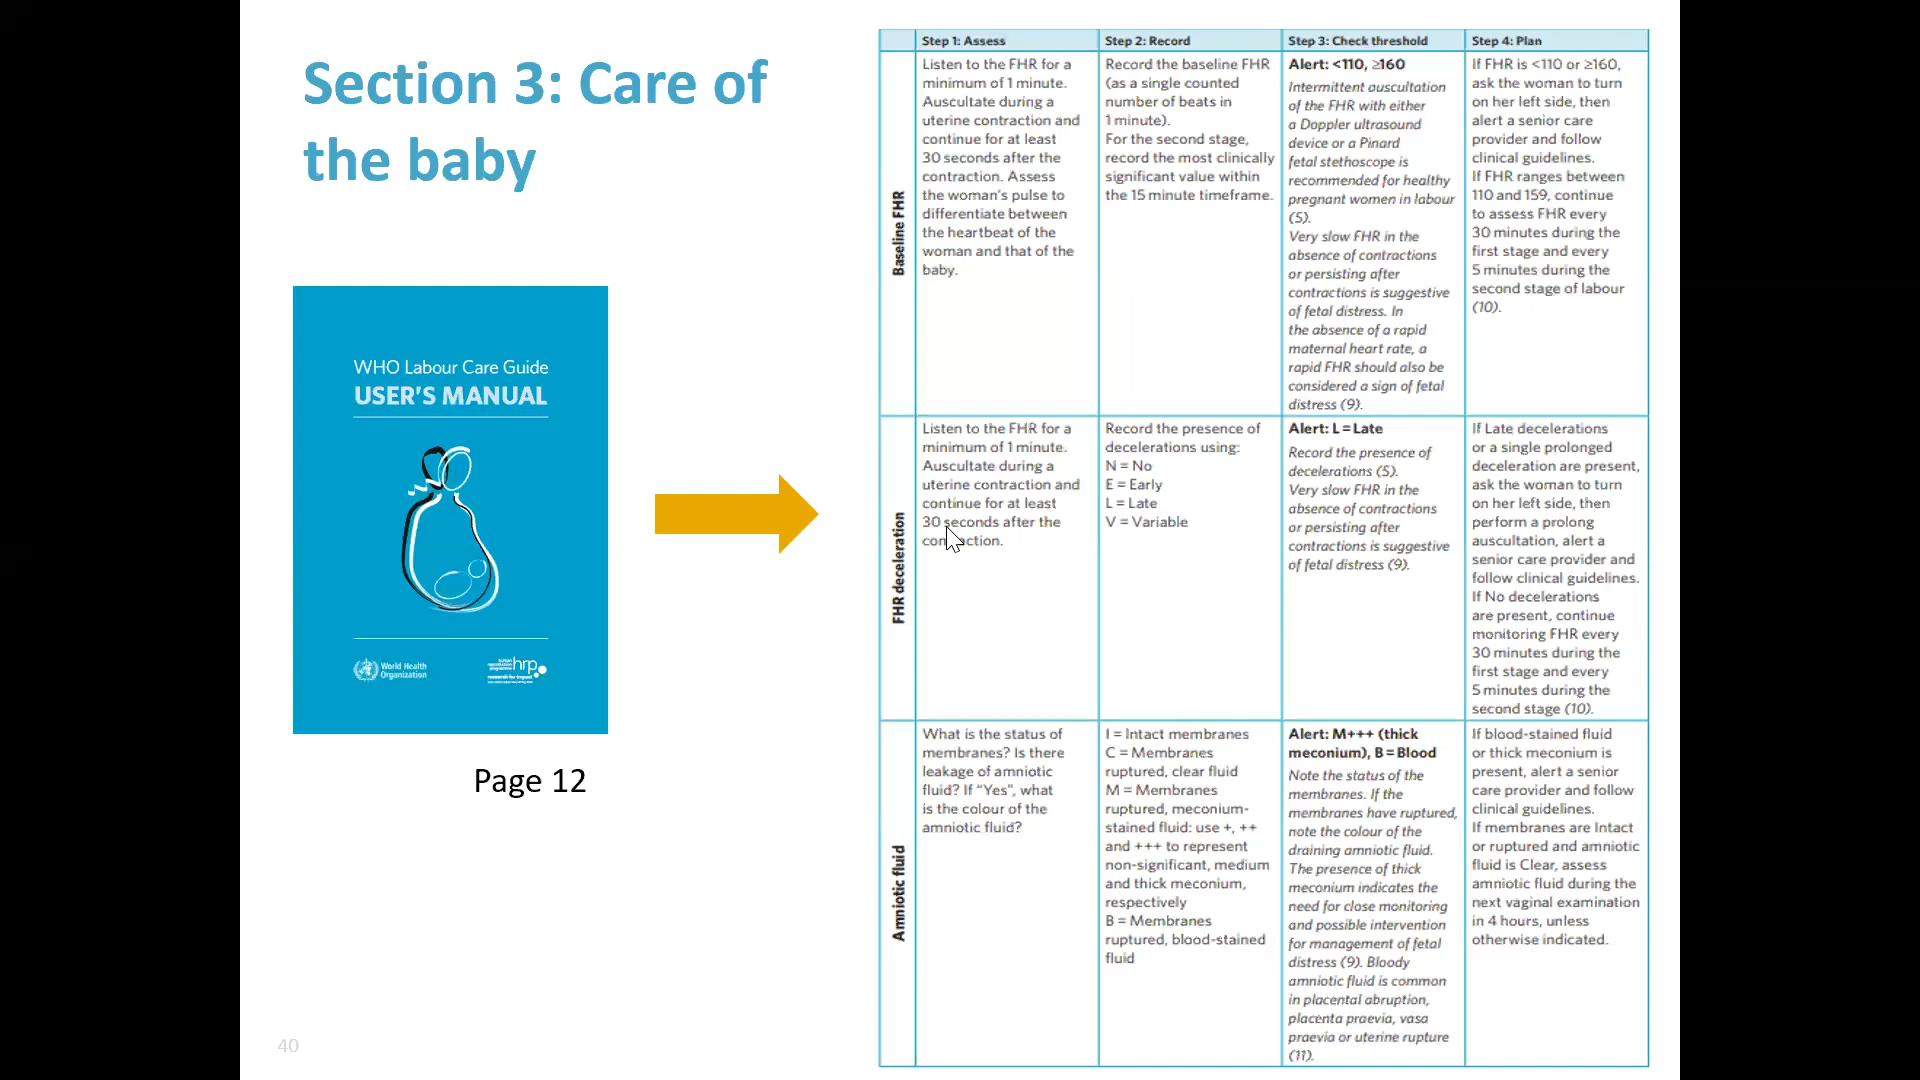 Section 3: Care of
the baby
WHO Labour Care Guide
USER'S MANUAL
World Health
Organization
hrp
research for impact
Page 12
40
Step 1: Assess
Step 2: Record
Step 3: Check threshold
Step 4: Plan
Baseline FHR
Listen to the FHR for a
minimum of 1 minute.
Auscultate during a
uterine contraction and
continue for at least
30 seconds after the
contraction. Assess
the woman's pulse to
differentiate between
the heartbeat of the
woman and that of the
baby.
Record the baseline FHR
(as a single counted
number of beats in
1 minute).
For the second stage,
record the most clinically
significant value within
the 15 minute timeframe.
Alert: <110, ≥160
Intermittent auscultation
of the FHR with either
a Doppler ultrasound
device or a Pinard
fetal stethoscope is
recommended for healthy
pregnant women in labour
(5).
Very slow FHR in the
absence of contractions
or persisting after
contractions is suggestive
of fetal distress. In
the absence of a rapid
maternal heart rate, a
rapid FHR should also be
considered a sign of fetal
distress (9).
If FHR is <110 or ≥160,
ask the woman to turn
on her left side, then
alert a senior care
provider and follow
clinical guidelines.
If FHR ranges between
110 and 159, continue
to assess FHR every
30 minutes during the
first stage and every
5 minutes during the
second stage of labour
(10).
FHR deceleration
Listen to the FHR for a
minimum of 1 minute.
Auscultate during a
uterine contraction and
continue for at least
30 seconds after the
contraction.
Record the presence of
decelerations using:
N = No
E = Early
L = Late
V = Variable
Alert: L = Late
Record the presence of
decelerations (5).
Very slow FHR in the
absence of contractions
or persisting after
contractions is suggestive
of fetal distress (9).
If Late decelerations
or a single prolonged
deceleration are present,
ask the woman to turn
on her left side, then
perform a prolong
auscultation, alert a
senior care provider and
follow clinical guidelines.
If No decelerations
are present, continue
monitoring FHR every
30 minutes during the
first stage and every
5 minutes during the
second stage (10).
Amniotic fluid
What is the status of
membranes? Is there
leakage of amniotic
fluid? If "Yes", what
is the colour of the
amniotic fluid?
I = Intact membranes
C = Membranes
ruptured, clear fluid
M = Membranes
ruptured, meconium-
stained fluid: use +, ++
and +++ to represent
non-significant, medium
and thick meconium,
respectively
B = Membranes
ruptured, blood-stained
fluid
Alert: M+++ (thick
meconium), B = Blood
Note the status of the
membranes. If the
membranes have ruptured,
note the colour of the
draining amniotic fluid.
The presence of thick
meconium indicates the
need for close monitoring
and possible intervention
for management of fetal
distress (9). Bloody
amniotic fluid is common
in placental abruption,
placenta praevia, vasa
praevia or uterine rupture
(11).
If blood-stained fluid
or thick meconium is
present, alert a senior
care provider and follow
clinical guidelines.
If membranes are Intact
or ruptured and amniotic
fluid is Clear, assess
amniotic fluid during the
next vaginal examination
in 4 hours, unless
otherwise indicated.